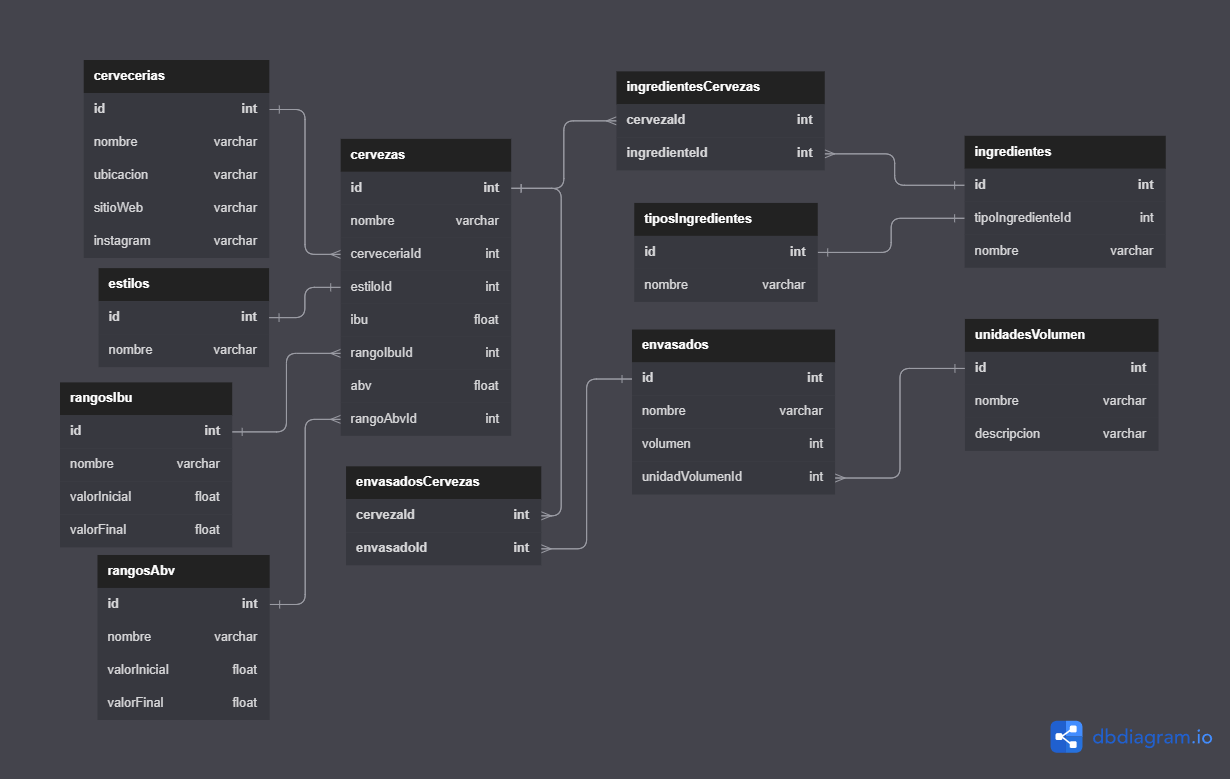 cervecerias
id int
nombre varchar
ubicacion varchar
sitioWeb varchar
instagram varchar
estilos
id int
nombre varchar
rangosIbu
id int
nombre varchar
valorInicial float
valorFinal float
rangosAbv
id int
nombre varchar
valorInicial float
valorFinal float
cervezas
id int
nombre varchar
cerveceriaId int
estiloId int
ibu float
rangoIbuId int
abv float
rangoAbvId int
envasadosCervezas
cervezaId int
envasadoId int
ingredientesCervezas
cervezaId int
ingredienteId int
tiposIngredientes
id int
nombre varchar
envasados
id int
nombre varchar
volumen int
unidadVolumenId int
ingredientes
id int
tipoIngredienteId int
nombre varchar
unidadesVolumen
id int
nombre varchar
descripcion varchar
dbdiagram.io